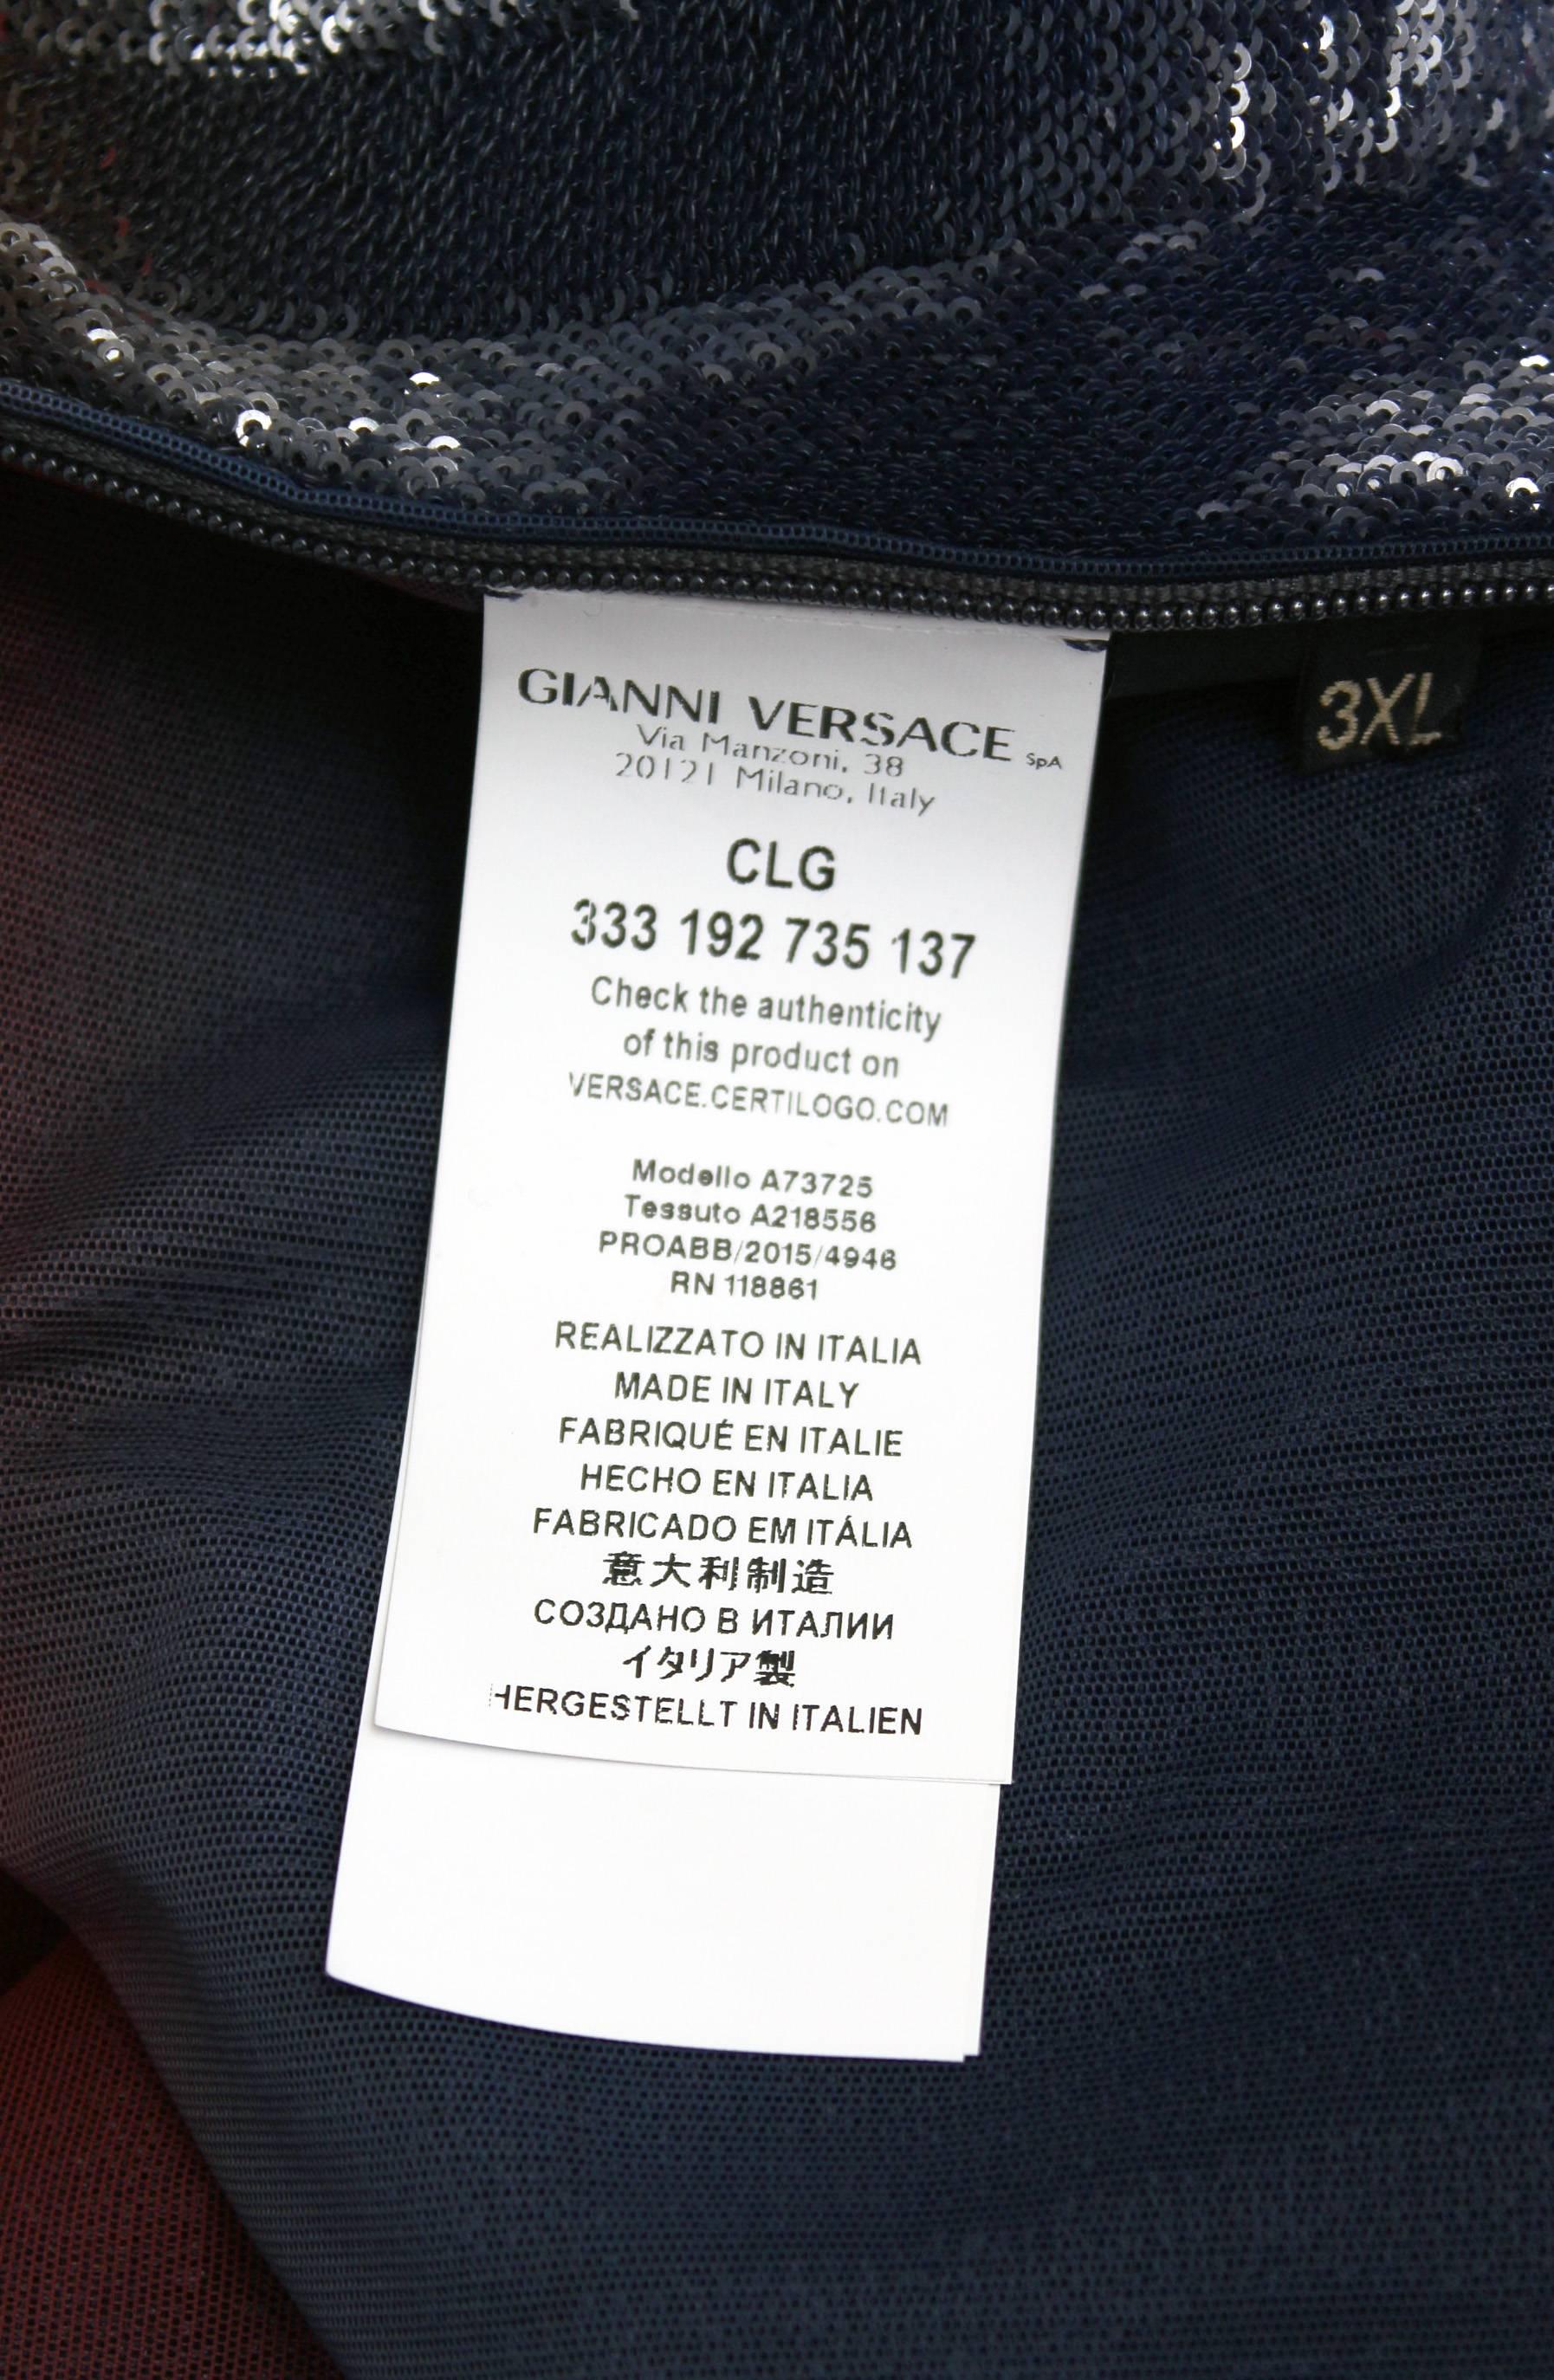 GIANNI VERSACE SpA
Via Manzoni, 38
20121 Milano, Italy
3XL
CLG
333 192 735 137
Check the authenticity
of this product on
VERSACE.CERTILOGO.COM
Modello A73725
Tessuto A218556
PROABB/2015/4946
RN 118861
REALIZZATO IN ITALIA
MADE IN ITALY
FABRIQUÉ EN ITALIE
HECHO EN ITALIA
FABRICADO EM ITÁLIA
意大利制造
СОЗДАНО В ИТАЛИИ
イタリア製
HERGESTELLT IN ITALIEN